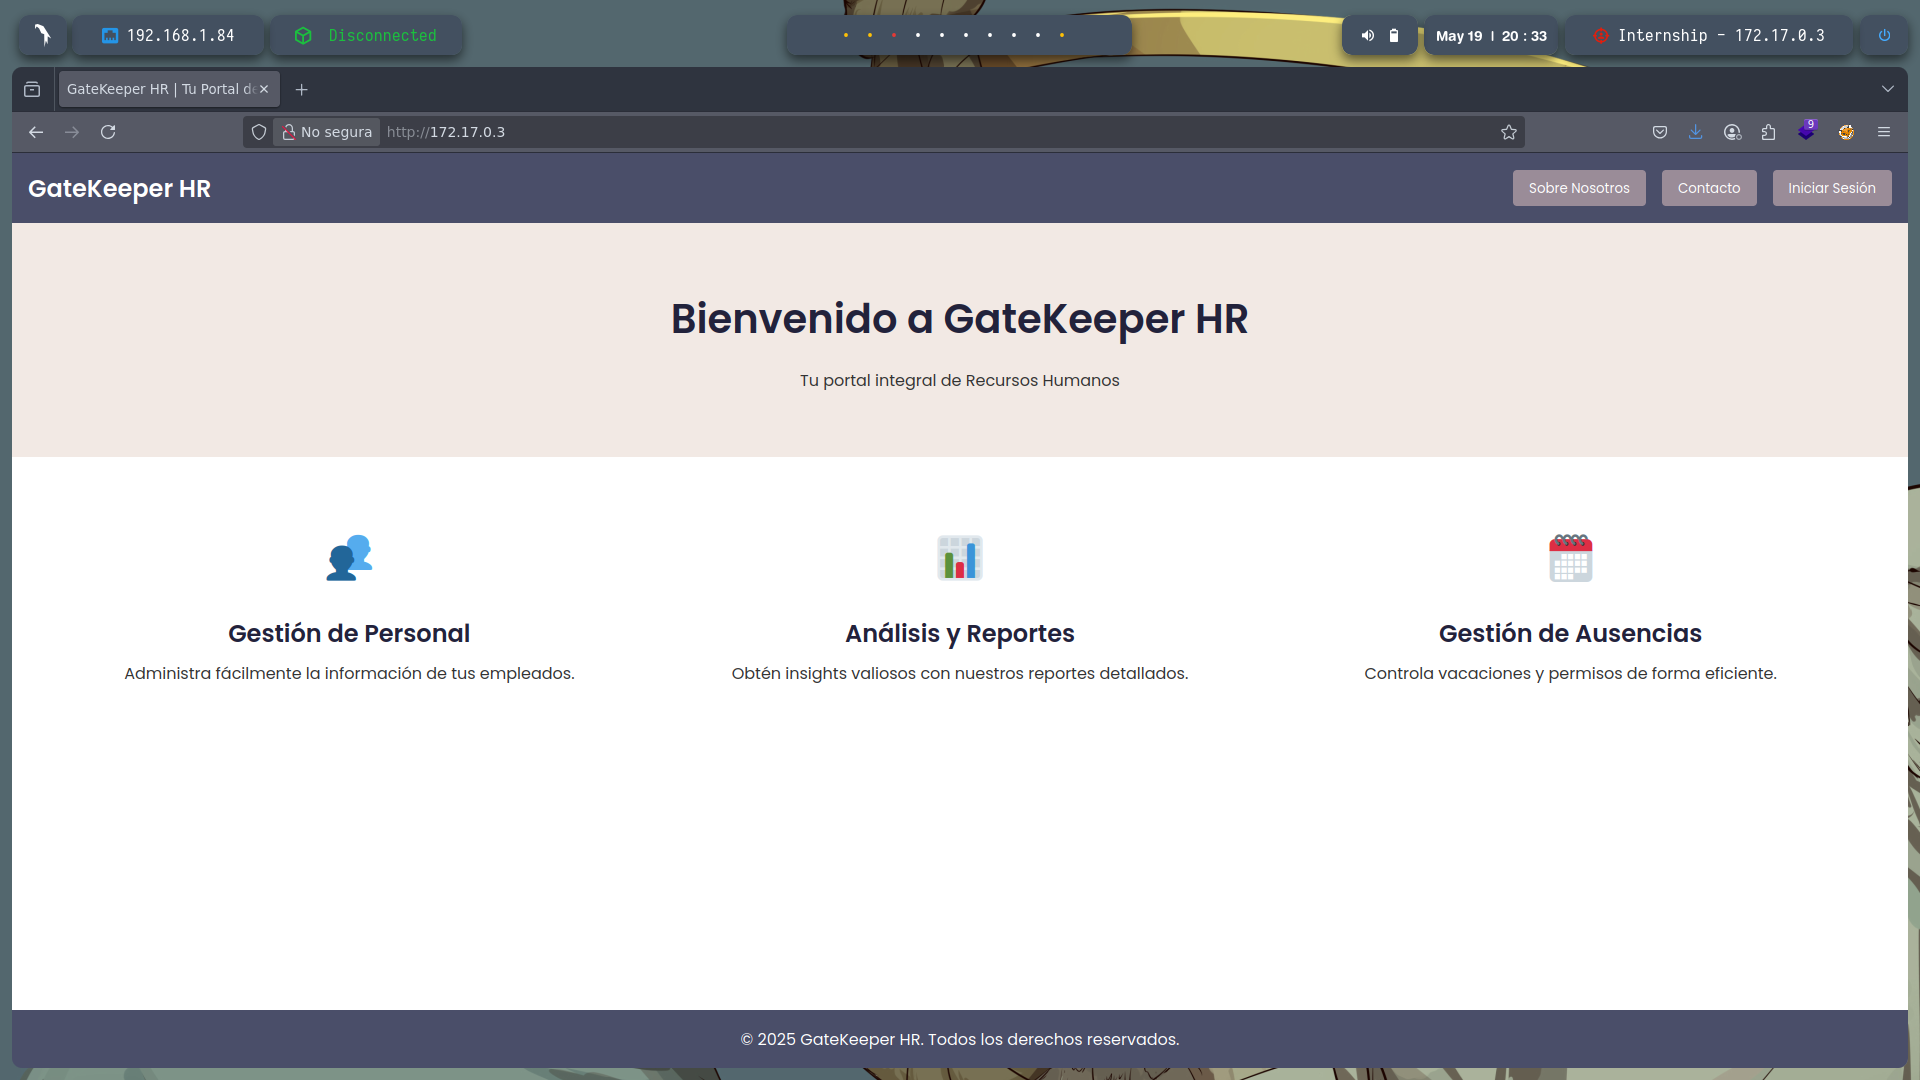 192.168.1.84
Disconnected
May 19 | 20 : 33
Internship - 172.17.0.3
GateKeeper HR | Tu Portal de
No segura
http://172.17.0.3
9
GateKeeper HR
Sobre Nosotros
Contacto
Iniciar Sesión
Bienvenido a GateKeeper HR
Tu portal integral de Recursos Humanos
Gestión de Personal
Administra fácilmente la información de tus empleados.
Análisis y Reportes
Obtén insights valiosos con nuestros reportes detallados.
Gestión de Ausencias
Controla vacaciones y permisos de forma eficiente.
© 2025 GateKeeper HR. Todos los derechos reservados.